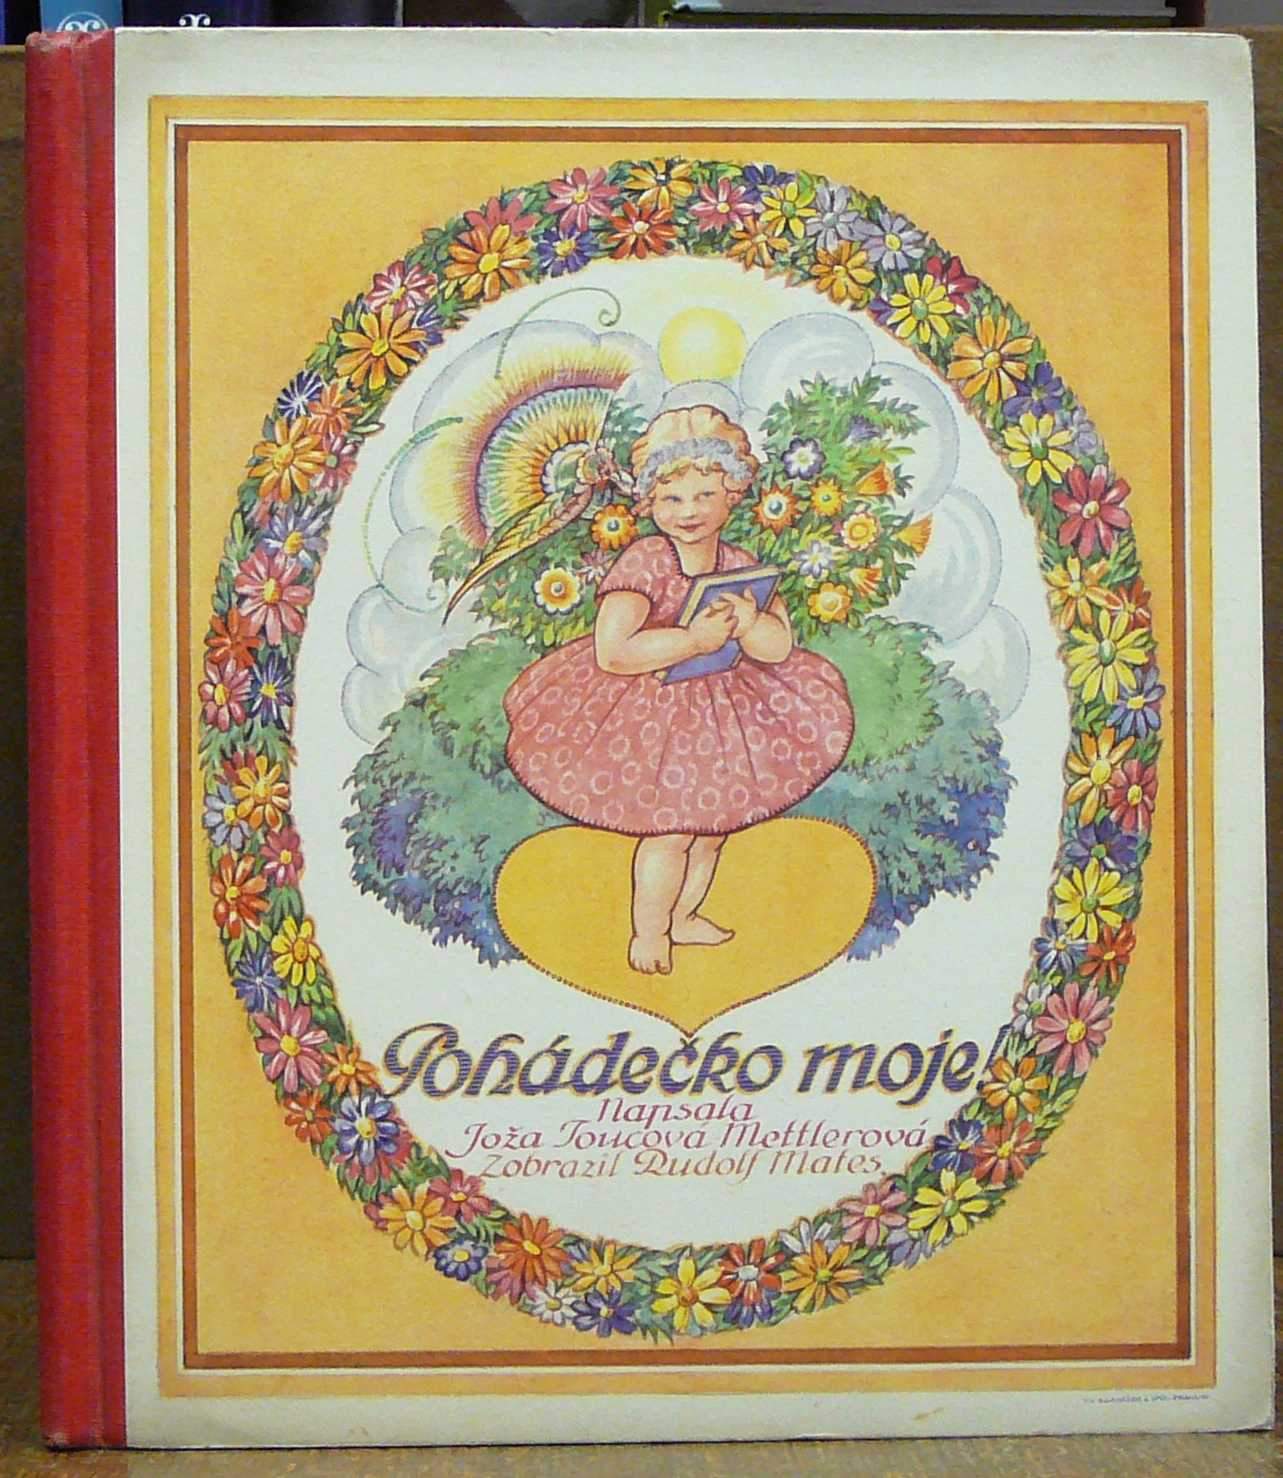 Pohádečko moje!
Napsala
Joža Toucová Mettlerová
Zobrazil Rudolf Mates.